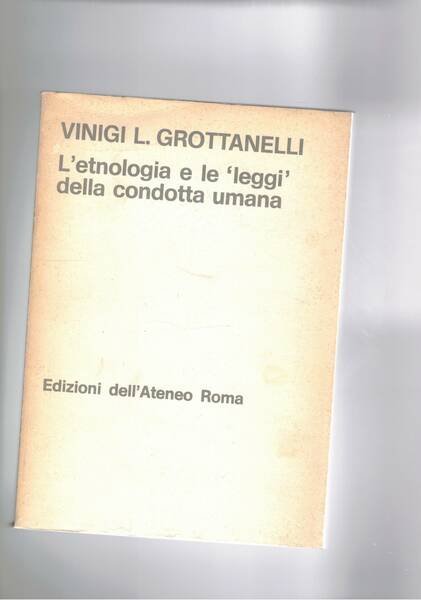 VINIGI L. GROTTANELLI
L'etnologia e le ‘leggi’
della condotta umana
Edizioni dell'Ateneo Roma